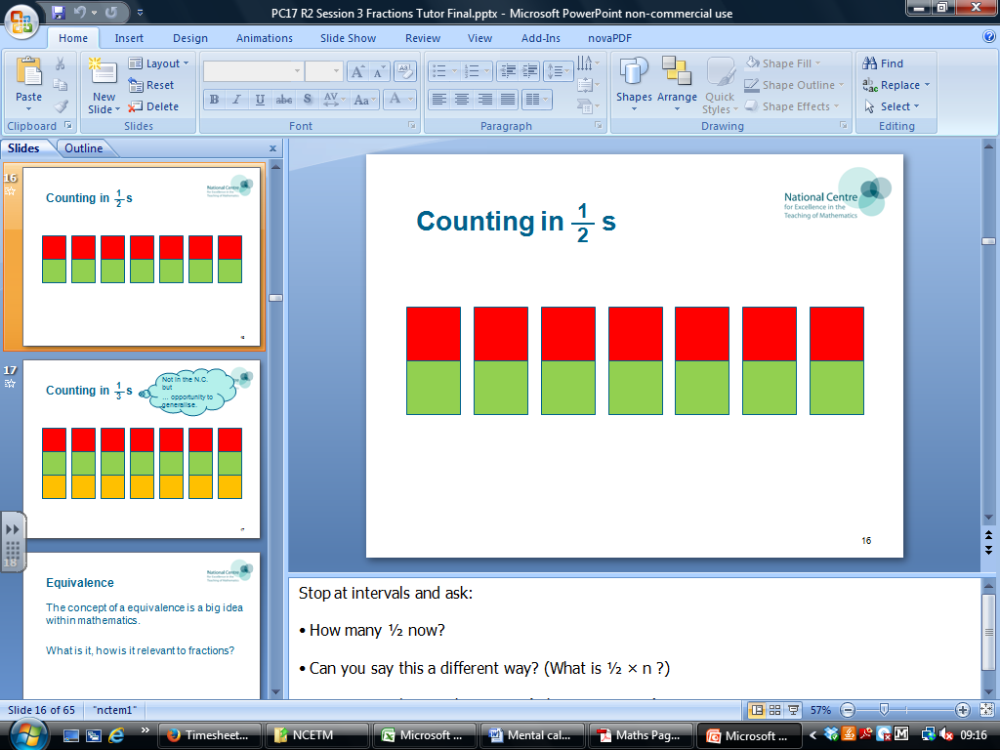 PC17 R2 Session 3 Fractions Tutor Final.pptx - Microsoft PowerPoint non-commercial use
Home Insert Design Animations Slide Show Review View Add-Ins novaPDF
Paste
Clipboard
New Slide
Layout
Reset
Delete
Slides
B I U abc S AV Aa A
Font
Paragraph
Shapes Arrange Quick Styles
Shape Fill
Shape Outline
Shape Effects
Drawing
Find
Replace
Select
Editing
Slides Outline x
16
Counting in 1/2 s
National Centre
for Excellence in the
Teaching of Mathematics
17
Counting in 1/3 s
Not in the N.C.
but
... opportunity to
generalise.
18
Equivalence
The concept of a equivalence is a big idea
within mathematics.
What is it, how is it relevant to fractions?
Counting in 1/2 s
National Centre
for Excellence in the
Teaching of Mathematics
16
Stop at intervals and ask:
• How many ½ now?
• Can you say this a different way? (What is ½ × n ?)
Slide 16 of 65 "nctem1" 57%
Timesheet... NCETM Microsoft ... Mental cal... Maths Pag... Microsoft ... 09:16